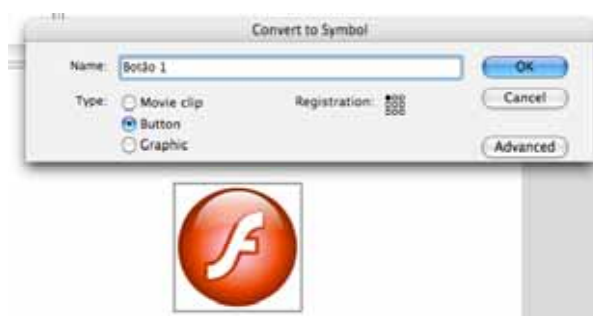 Convert to Symbol
Name: Botão 1 OK
Type: Movie clip Registration: Cancel
Button
Graphic Advanced